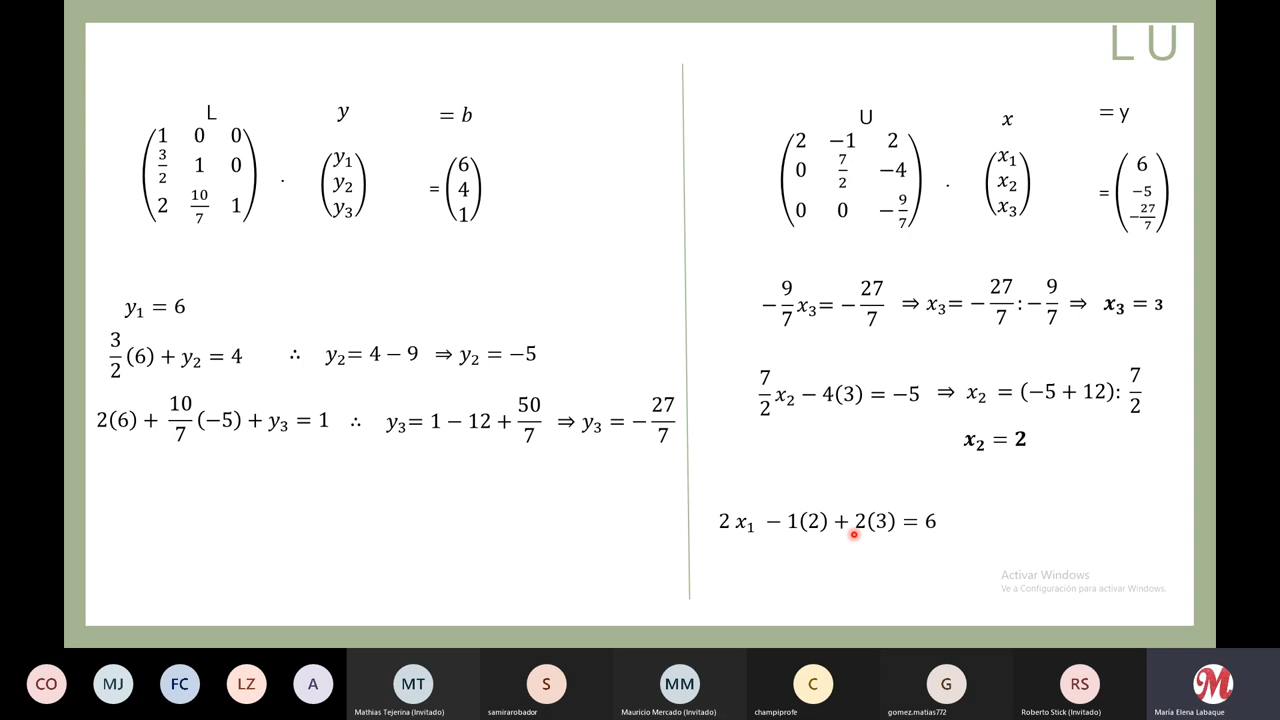 L U
L y = b
( 1 0 0 ; 3/2 1 0 ; 2 10/7 1 ) . ( y₁ ; y₂ ; y₃ ) = ( 6 ; 4 ; 1 )
y₁ = 6
3/2 (6) + y₂ = 4 ∴ y₂= 4 − 9 ⇒ y₂ = −5
2(6) + 10/7 (−5) + y₃ = 1 ∴ y₃= 1 − 12 + 50/7 ⇒ y₃ = − 27/7
U x = y
( 2 −1 2 ; 0 7/2 −4 ; 0 0 −9/7 ) . ( x₁ ; x₂ ; x₃ ) = ( 6 ; −5 ; −27/7 )
− 9/7 x₃= − 27/7 ⇒ x₃= − 27/7 : − 9/7 ⇒ x₃ = 3
7/2 x₂ − 4(3) = −5 ⇒ x₂ = (−5 + 12): 7/2
x₂ = 2
2 x₁ − 1(2) + 2(3) = 6
Activar Windows
Ve a Configuración para activar Windows.
CO
MJ
FC
LZ
A
MT
Mathias Tejerina (Invitado)
S
samirarobador
MM
Mauricio Mercado (Invitado)
C
champiprofe
G
gomez.matias772
RS
Roberto Stick (Invitado)
M
María Elena Labaque